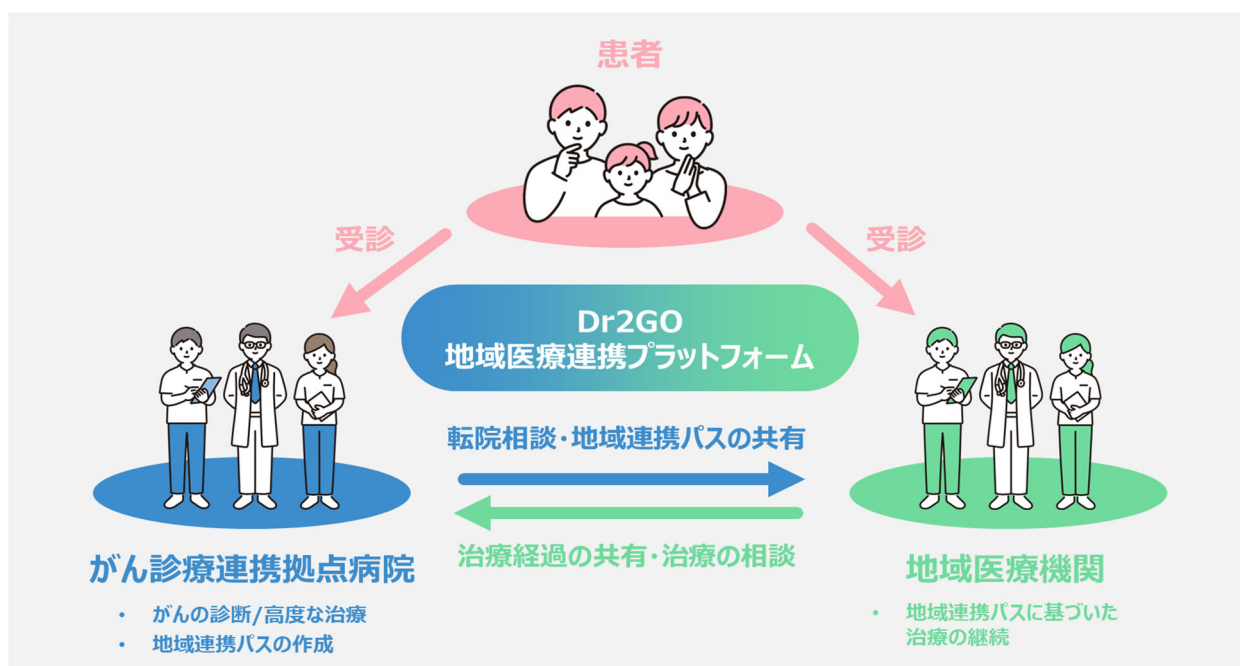 患者
受診
受診
Dr2GO
地域医療連携プラットフォーム
転院相談・地域連携パスの共有
治療経過の共有・治療の相談
がん診療連携拠点病院
・ がんの診断/高度な治療
・ 地域連携パスの作成
地域医療機関
・ 地域連携パスに基づいた
治療の継続